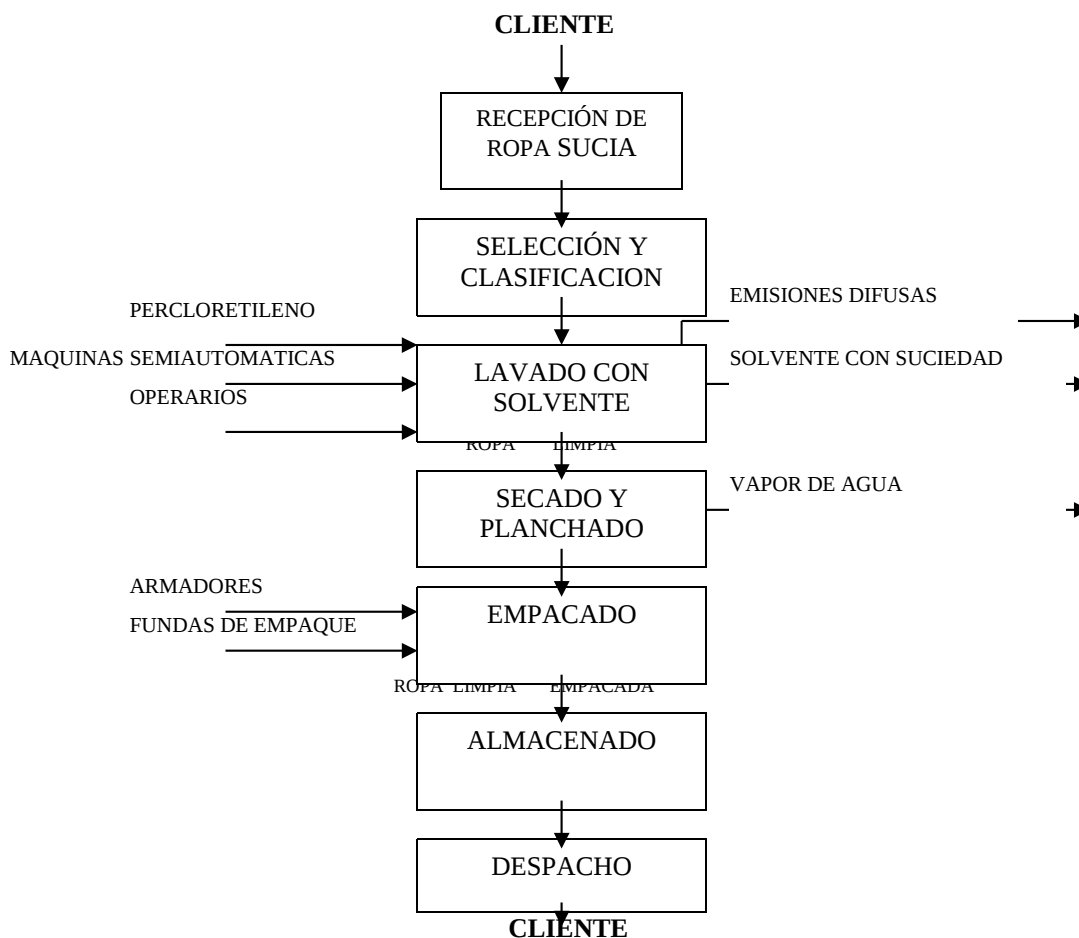 CLIENTE
RECEPCIÓN DE
ROPA SUCIA
SELECCIÓN Y
CLASIFICACION
EMISIONES DIFUSAS
PERCLORETILENO
MAQUINAS SEMIAUTOMATICAS
SOLVENTE CON SUCIEDAD
LAVADO CON
SOLVENTE
OPERARIOS
ROPA LIMPIA
VAPOR DE AGUA
SECADO Y
PLANCHADO
ARMADORES
EMPACADO
FUNDAS DE EMPAQUE
ROPA LIMPIA EMPACADA
ALMACENADO
DESPACHO
CLIENTE